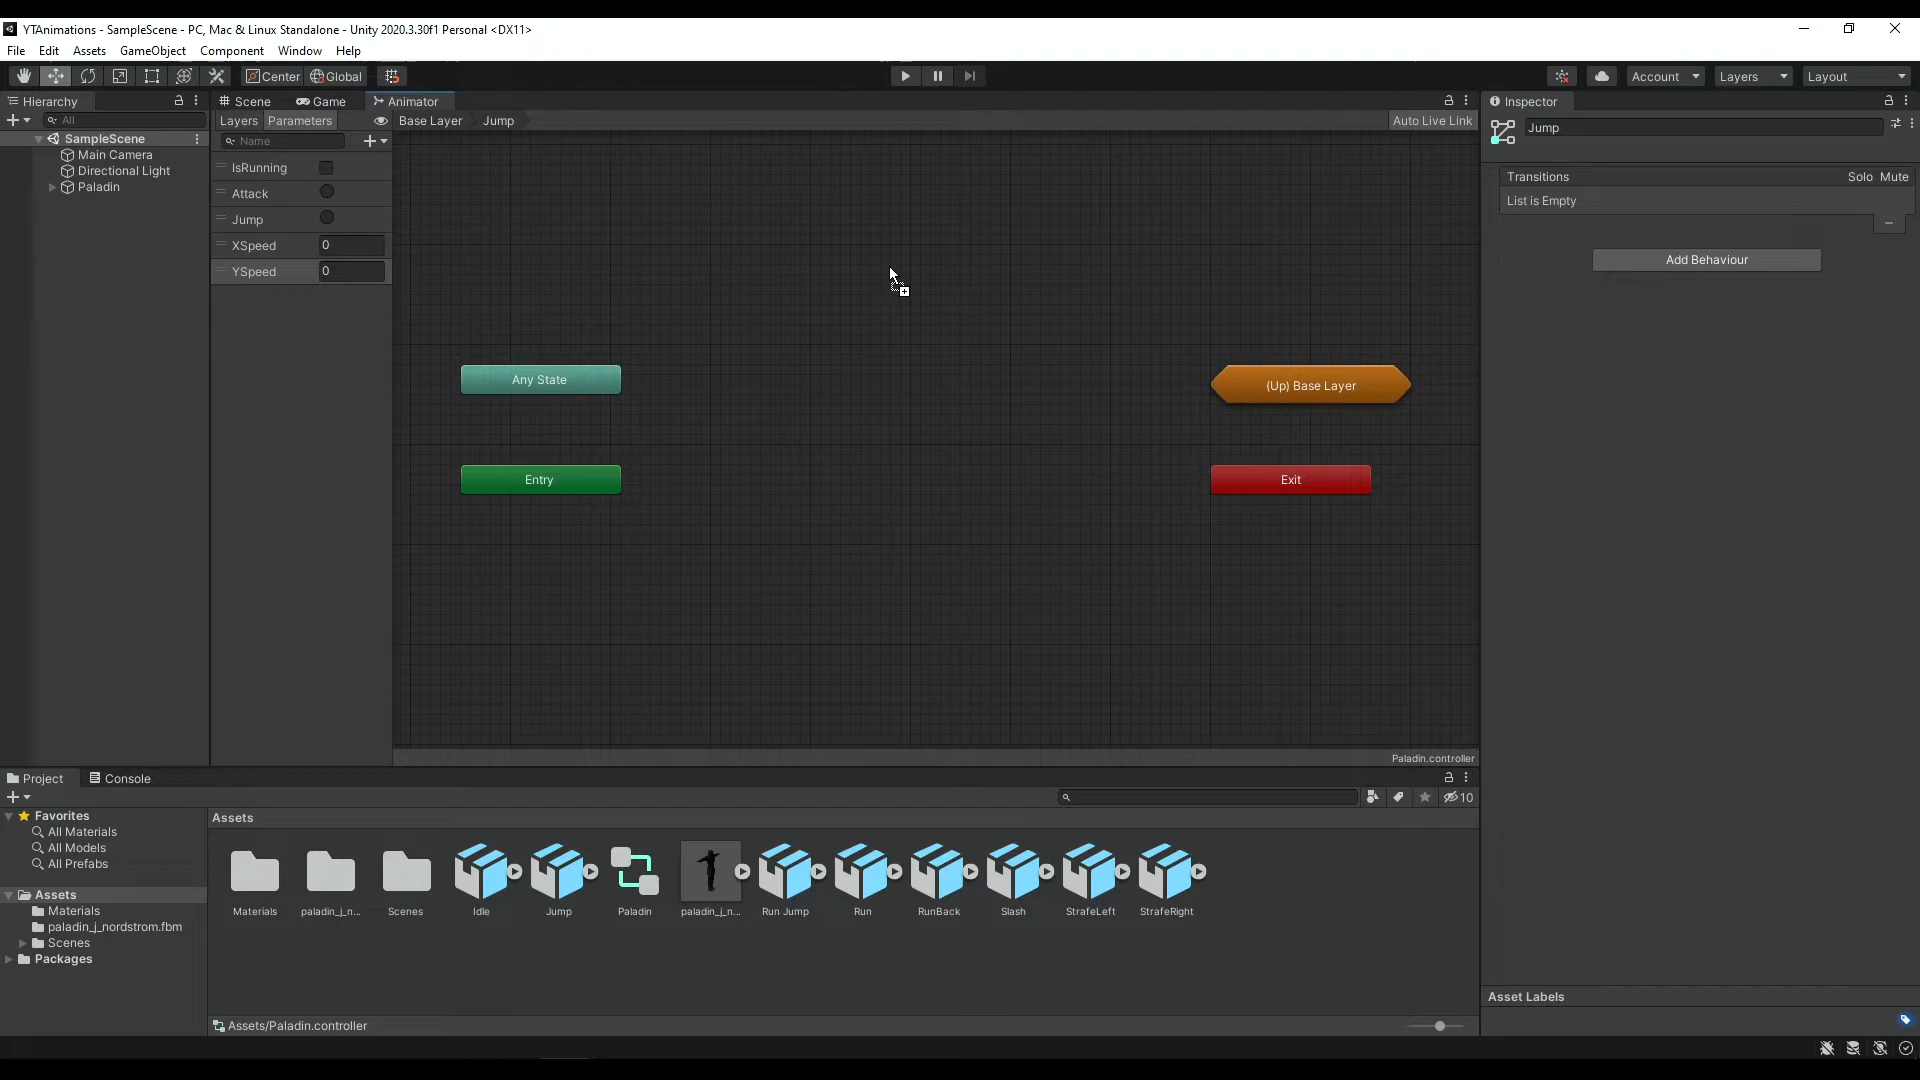 YTAnimations - SampleScene - PC, Mac & Linux Standalone - Unity 2020.3.30f1 Personal <DX11>
File Edit Assets GameObject Component Window Help
Center Global Account Layers Layout
Hierarchy
All
SampleScene
Main Camera
Directional Light
Paladin
Scene Game Animator
Layers Parameters Base Layer Jump Auto Live Link
Name
IsRunning
Attack
Jump
XSpeed 0
YSpeed 0
Any State
Entry
(Up) Base Layer
Exit
Paladin.controller
Inspector
Jump
Transitions Solo Mute
List is Empty
Add Behaviour
Project Console
10
Favorites
All Materials
All Models
All Prefabs
Assets
Materials
paladin_j_nordstrom.fbm
Scenes
Packages
Assets
Materials paladin_j_n... Scenes Idle Jump Paladin paladin_j_n... Run Jump Run RunBack Slash StrafeLeft StrafeRight
Assets/Paladin.controller
Asset Labels